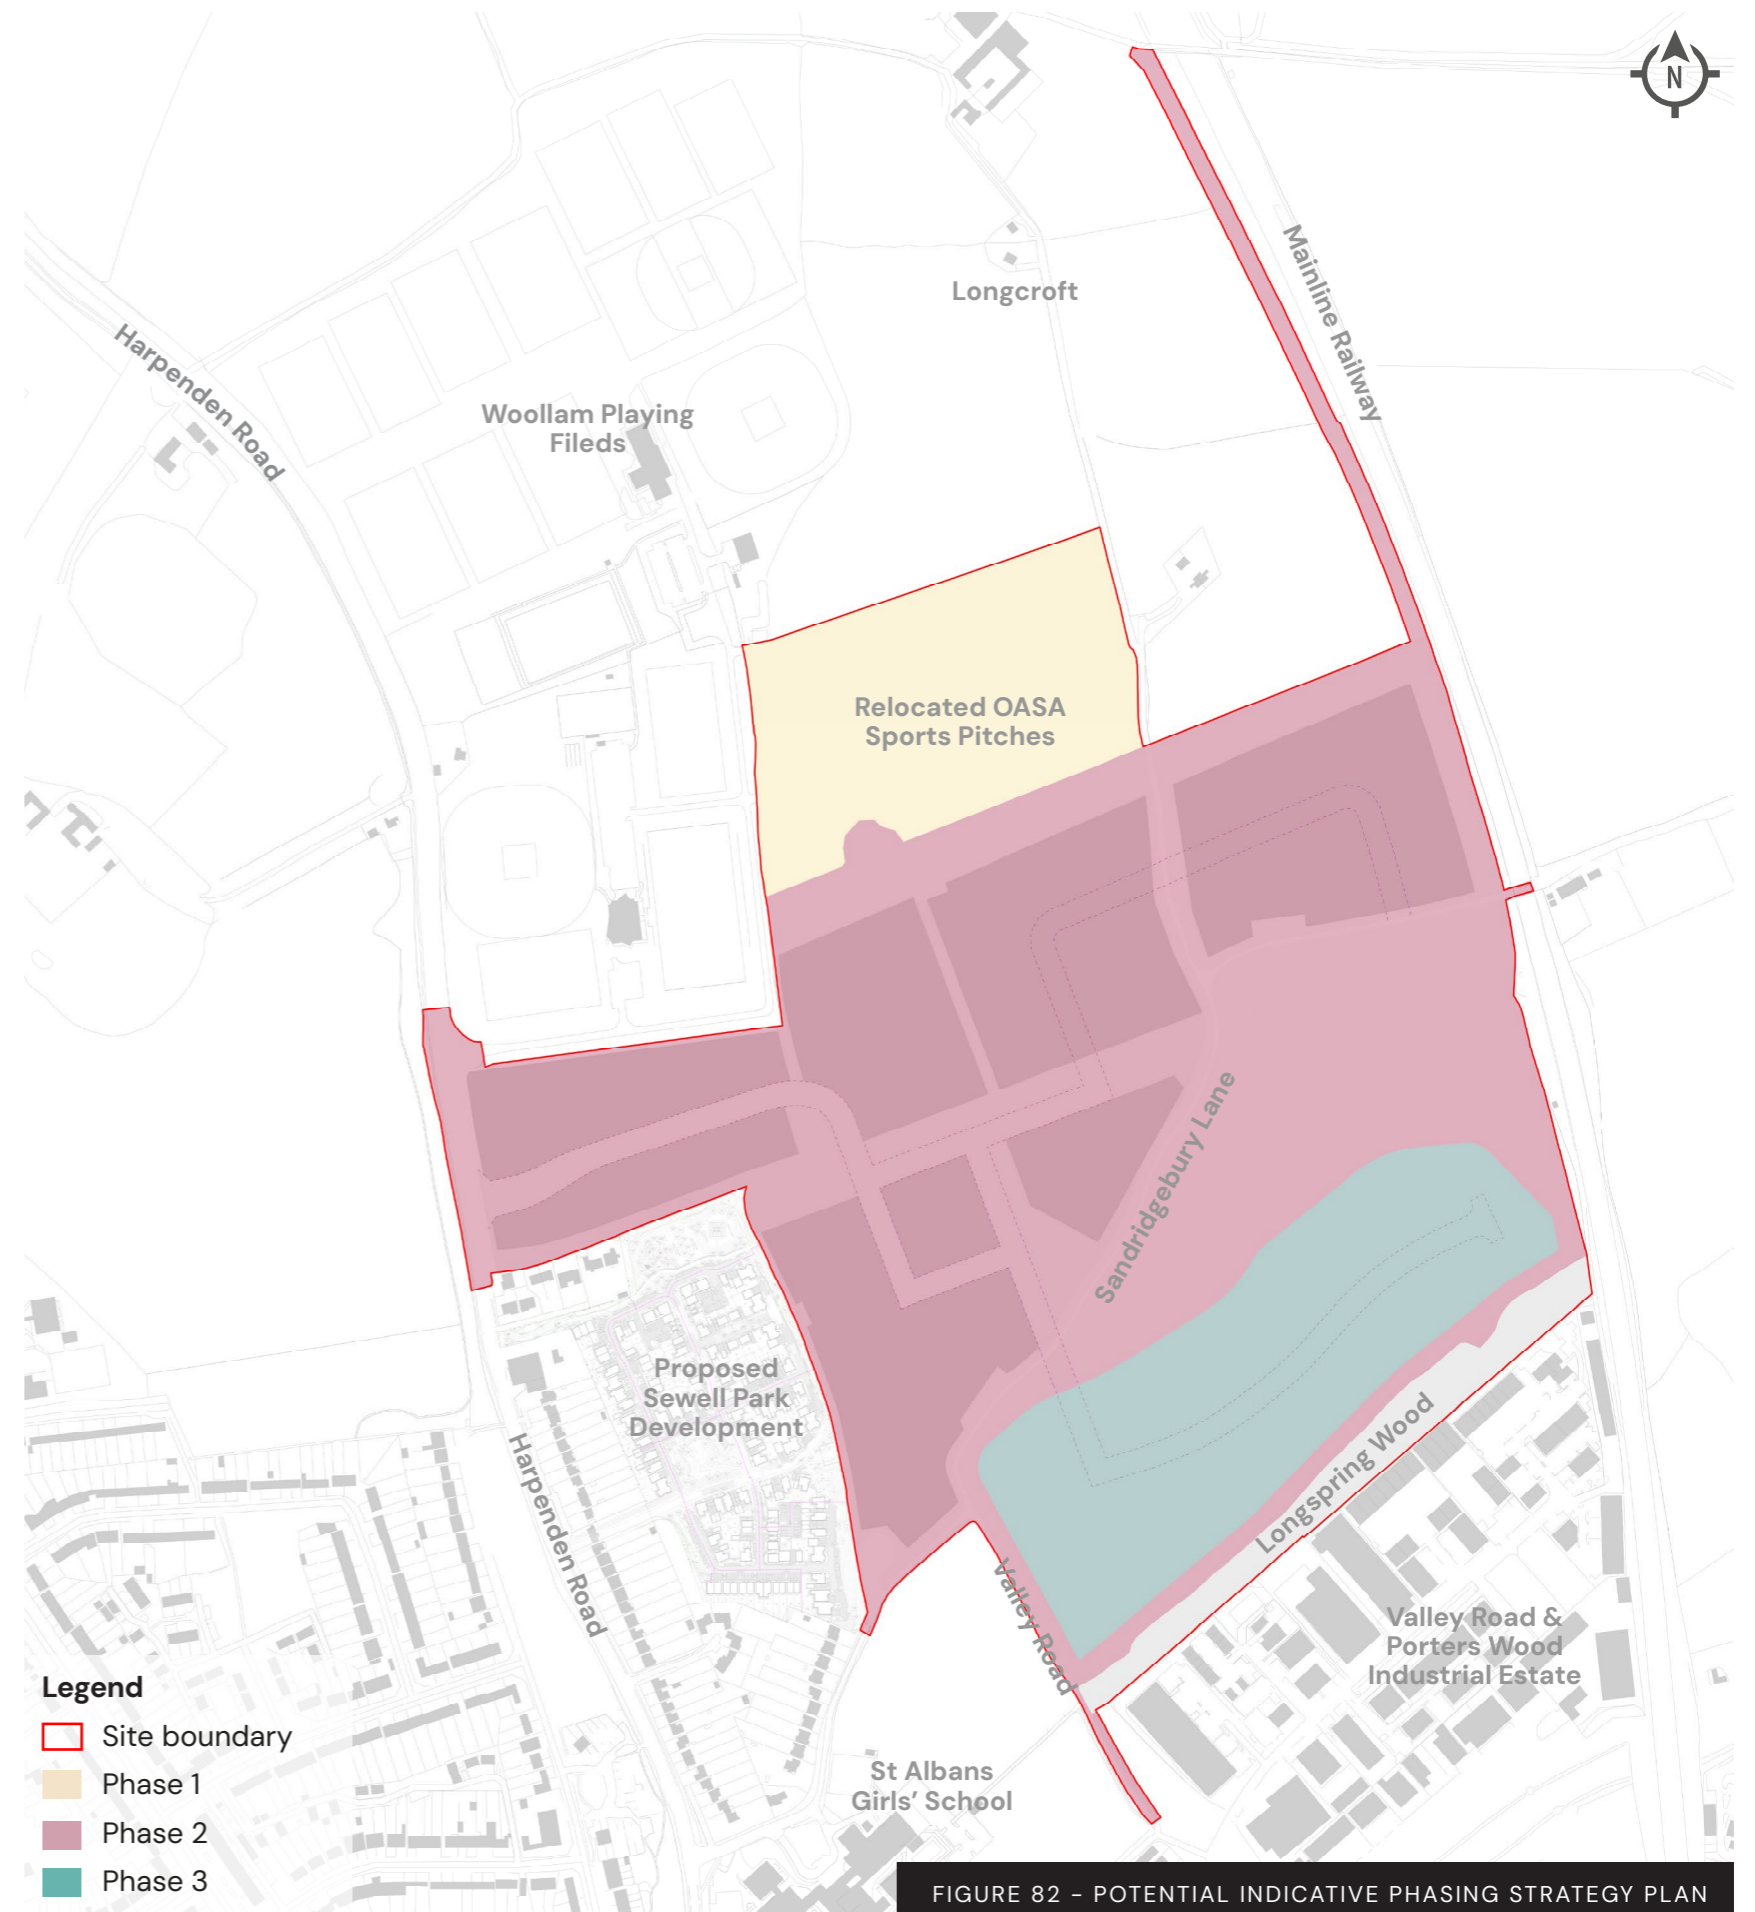 N
Mainline Railway
Longcroft
Harpenden Road
Woollam Playing
Fileds
Relocated OASA
Sports Pitches
Sandridgebury Lane
Proposed
Sewell Park
Development
Harpenden Road
Longspring Wood
Valley Road
Valley Road &
Porters Wood
Industrial Estate
St Albans
Girls’ School
Legend
Site boundary
Phase 1
Phase 2
Phase 3
FIGURE 82 – POTENTIAL INDICATIVE PHASING STRATEGY PLAN